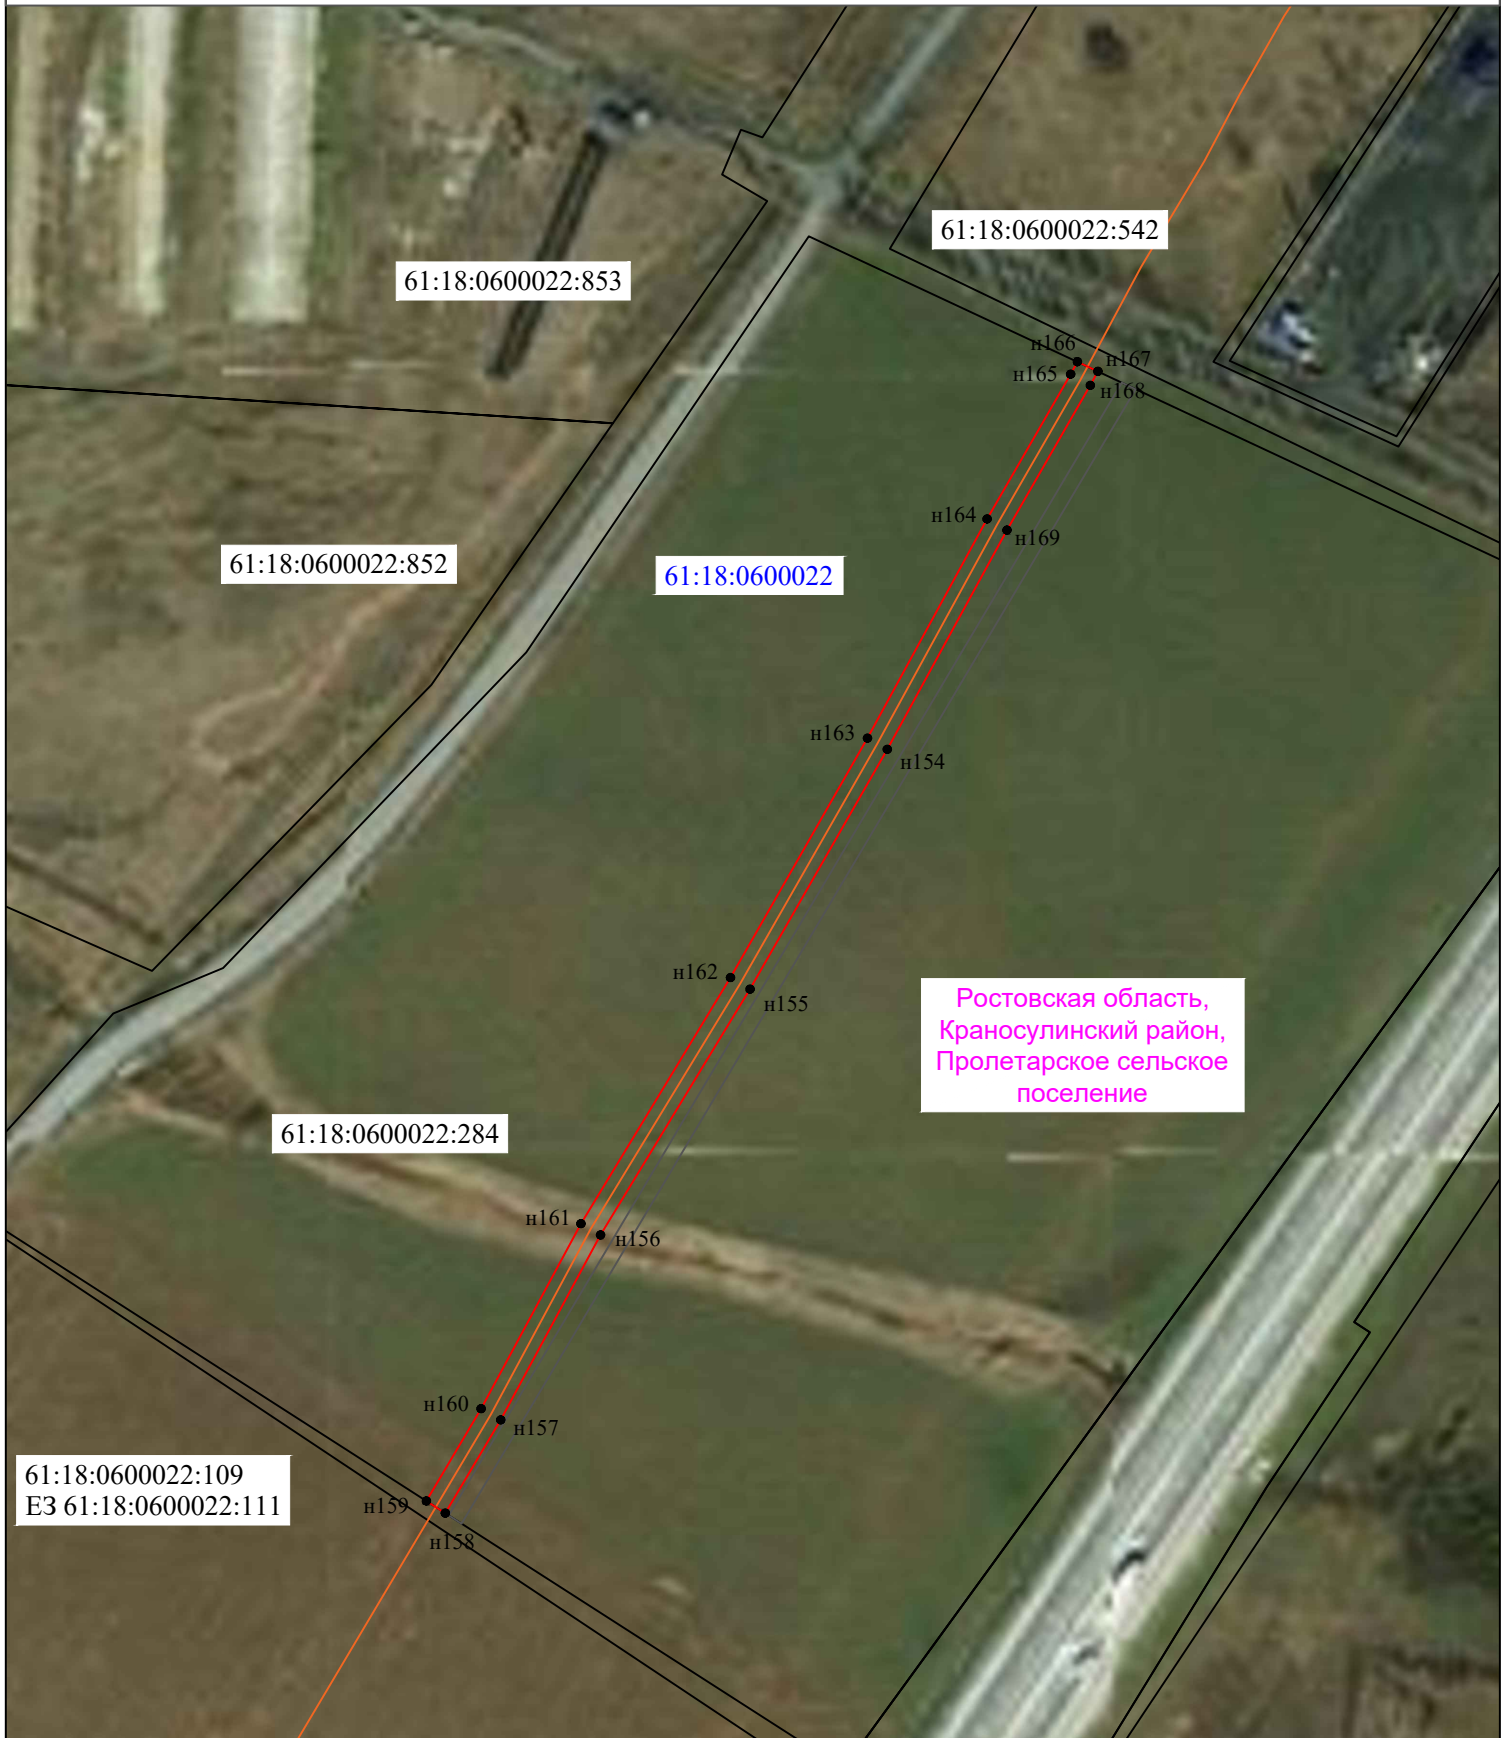 61:18:0600022:542
61:18:0600022:853
н166
н167
н165
н168
н164
н169
61:18:0600022:852
61:18:0600022
н163
н154
н162
н155
Ростовская область,
Краносулинский район,
Пролетарское сельское
поселение
61:18:0600022:284
н161
н156
н160
н157
61:18:0600022:109
ЕЗ 61:18:0600022:111
н159
н158